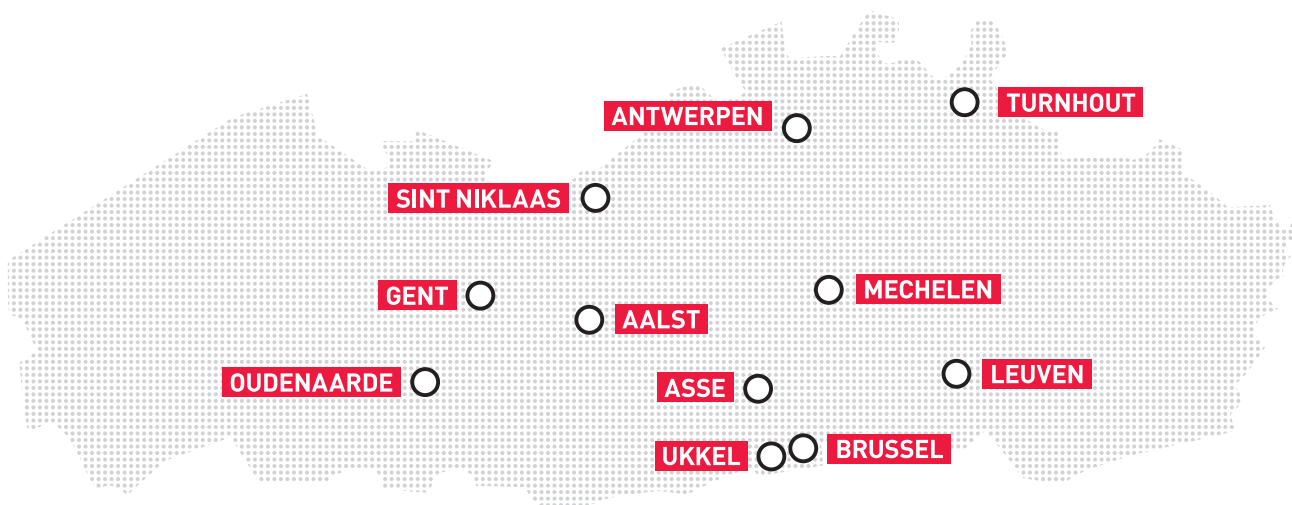 TURNHOUT
ANTWERPEN
SINT NIKLAAS
MECHELEN
GENT
AALST
LEUVEN
OUDENAARDE
ASSE
BRUSSEL
UKKEL